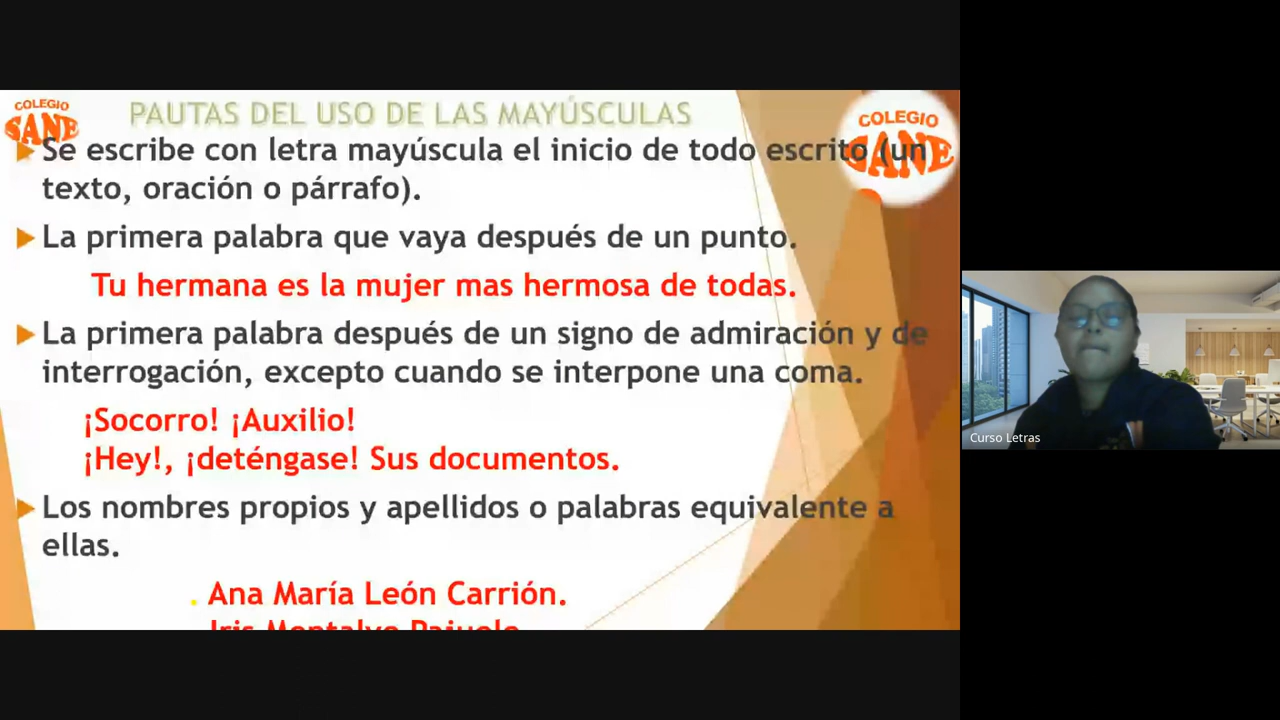 COLEGIO
SANE
PAUTAS DEL USO DE LAS MAYÚSCULAS
COLEGIO
SANE
Se escribe con letra mayúscula el inicio de todo escrito (un
texto, oración o párrafo).
La primera palabra que vaya después de un punto.
Tu hermana es la mujer mas hermosa de todas.
La primera palabra después de un signo de admiración y de
interrogación, excepto cuando se interpone una coma.
¡Socorro! ¡Auxilio!
¡Hey!, ¡deténgase! Sus documentos.
Los nombres propios y apellidos o palabras equivalente a
ellas.
. Ana María León Carrión.
Iris Montalvo
Curso Letras